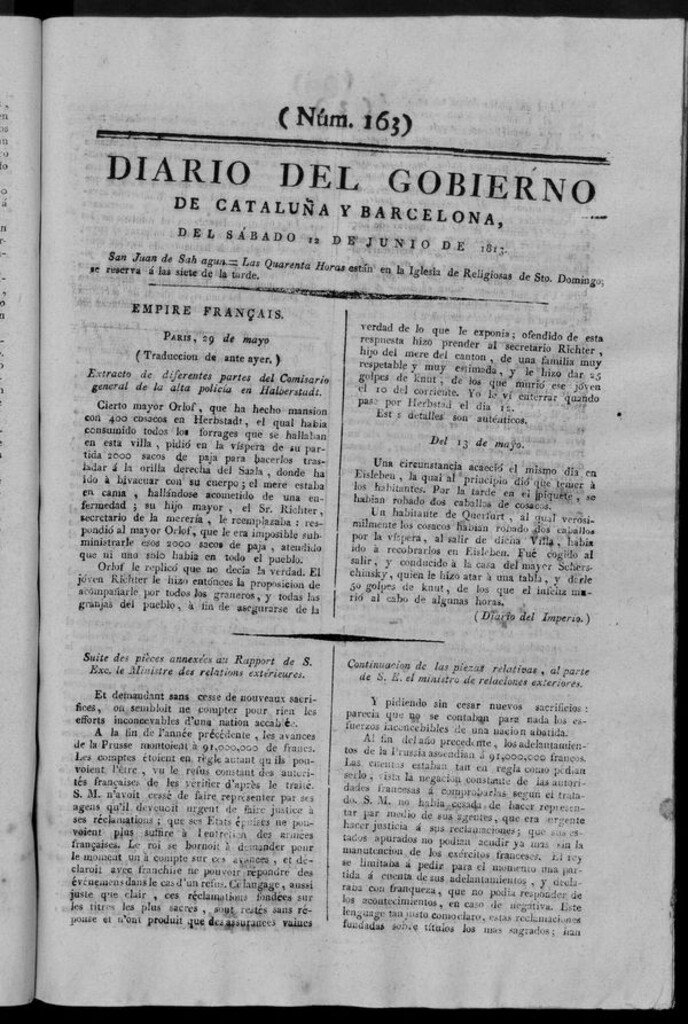 (Núm. 163)
DIARIO DEL GOBIERNO
DE CATALUÑA Y BARCELONA,
DEL SÁBADO 12 DE JUNIO DE 1813.
San Juan de Sahagun.= Las Quarenta Horas están en la Iglesia de Religiosas de Sto. Domingo;
se reserva á las siete de la tarde.
EMPIRE FRANÇAIS.
PARIS, 29 de mayo
(Traduccion de ante ayer.)
Extracto de diferentes partes del Comisario
general de la alta policía en Halberstadt.
Cierto mayor Orlof, que ha hecho mansion
con 400 cosacos en Herbstadt, el qual habia
consumido todos los forrages que se hallaban
en esta villa, pidió en la víspera de su par-
tida 2000 sacos de paja para hacerlos tras-
ladar á la orilla derecha del Saala, donde ha
ido á bivacuar con su cuerpo; el mere estaba
en cama, hallándose acometido de una en-
fermedad; su hijo mayor, el Sr. Richter,
secretario de la mereria, le reemplazaba: res-
pondió al mayor Orlof, que le era imposible sub-
ministrarle esos 2000 sacos de paja, atendido
que ni uno solo habia en todo el pueblo.
Orlof le replicó que no decia la verdad. El
jóven Richter le hizo entónces la proposicion de
acompañarle por todos los graneros, y todas las
granjas del pueblo, á fin de asegurarse de la
verdad de lo que le exponia; ofendido de esta
respuesta hizo prender al secretario Richter,
hijo del mere del canton, de una familia muy
respetable y muy estimada, y le hizo dar 25
golpes de knut, de los que murió ese jóven
el 10 del corriente. Yo le vi enterrar quando
pasé por Herbstad el dia 12.
Est s detalles son auténticos.
Del 13 de mayo.
Una circunstancia acaeció el mismo dia en
Eisleben, la qual al principio dió que temer á
los habitantes. Por la tarde en el piquete, se
habian robado dos caballos de cosacos.
Un habitante de Querfurt, al qual verosi-
milmente los cosacos habian robado dos caballos
por la víspera, al salir de dicha Villa, habia
ido á recobrarlos en Eisleben. Fué cogido al
salir, y conducido á la casa del mayer Schers-
chinsky, quien le hizo atar á una tabla, y darle
50 golpes de knut, de los que el infeliz mu-
rió al cabo de algunas horas.
(Diario del Imperio.)
Suite des pièces annexées au Rapport de S.
Exc. le Ministre des relations extérieures.
Et demandant sans cesse de nouveaux sacri-
fices, on sembloit ne compter pour rien les
efforts inconcevables d'une nation accablée.
A la fin de l'année précédente, les avances
de la Prusse montoient à 91,000,000 de francs.
Les comptes étoient en règle autant qu'ils pou-
voient l'être, vu le refus constant des autori-
tés françaises de les vérifier d'après le traité.
S. M. n'avoit cessé de faire représenter par ses
agens qu'il devenoit urgent de faire justice à
ses réclamations; que ses Etats épuisés ne pou-
voient plus suffire à l'entretien des armées
françaises. Le roi se bornoit à demander pour
le moment un à compte sur ces avances, et dé-
claroit avec franchise ne pouvoir répondre des
événemens dans le cas d'un refus. Ce langage, aussi
juste que clair, ces réclamations fondées sur
les titres les plus sacrés, sont restés sans ré-
ponse et n'ont produit que des assurances vaines
Continuacion de las piezas relativas, al parte
de S. E. el ministro de relaciones exteriores.
Y pidiendo sin cesar nuevos sacrificios:
parecia que no se contaban para nada los es-
fuerzos inconcebibles de una nacion abatida.
Al fin del año precedente, los adelantamien-
tos de la Prussia ascendian á 91,000,000 francos.
Las cuentas estaban tan en regla como podian
serlo, vista la negacion constante de las autori-
dades francesas á comprobarlas segun el trata-
do. S. M. no habia cesado de hacer represen-
tar por medio de sus agentes, que era urgente
hacer justicia á sus reclamaciones; que sus es-
tados apurados no podian acudir ya mas con la
manutencion de los exércitos franceses. El rey
se limitaba á pedir para el momento una par-
tida á cuenta de sus adelantamientos, y decla-
raba con franqueza, que no podia responder de
los acontecimientos, en caso de negativa. Este
lenguage tan justo como claro, estas reclamaciones
fundadas sobre títulos los mas sagrados; han